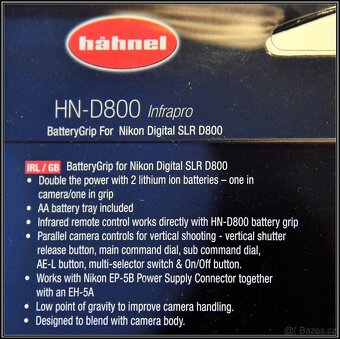 hähnel
HN-D800 Infrapro
BatteryGrip For Nikon Digital SLR D800
IRL / GB BatteryGrip for Nikon Digital SLR D800
• Double the power with 2 lithium ion batteries – one in
camera/one in grip
• AA battery tray included
• Infrared remote control works directly with HN-D800 battery grip
• Parallel camera controls for vertical shooting - vertical shutter
release button, main command dial, sub command dial,
AE-L button, multi-selector switch & On/Off button.
• Works with Nikon EP-5B Power Supply Connector together
with an EH-5A
• Low point of gravity to improve camera handling.
• Designed to blend with camera body.
© Bazos.cz